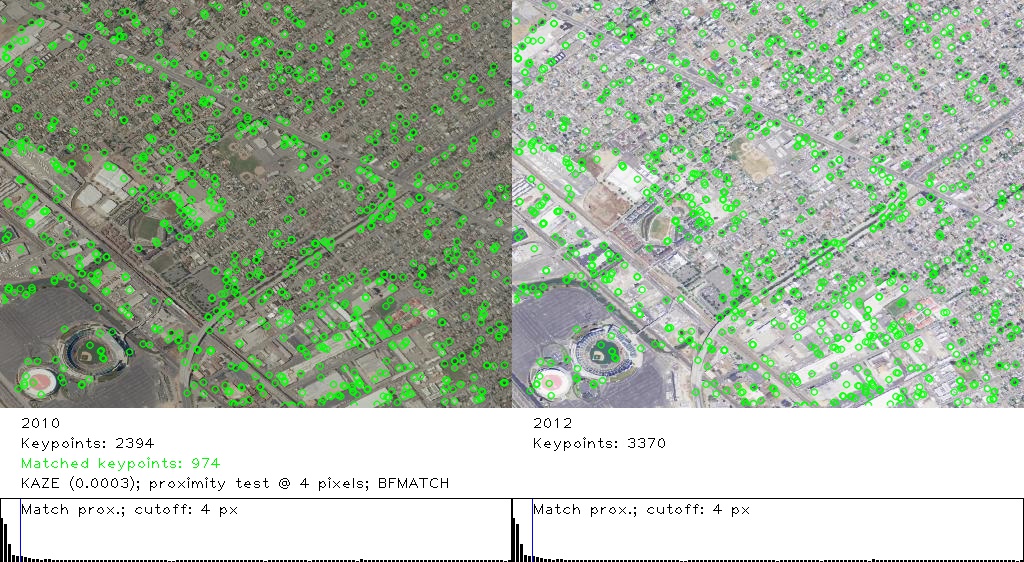 2010
Keypoints: 2394
Matched keypoints: 974
KAZE (0.0003); proximity test @ 4 pixels; BFMATCH
2012
Keypoints: 3370
Match prox.; cutoff: 4 px
Match prox.; cutoff: 4 px